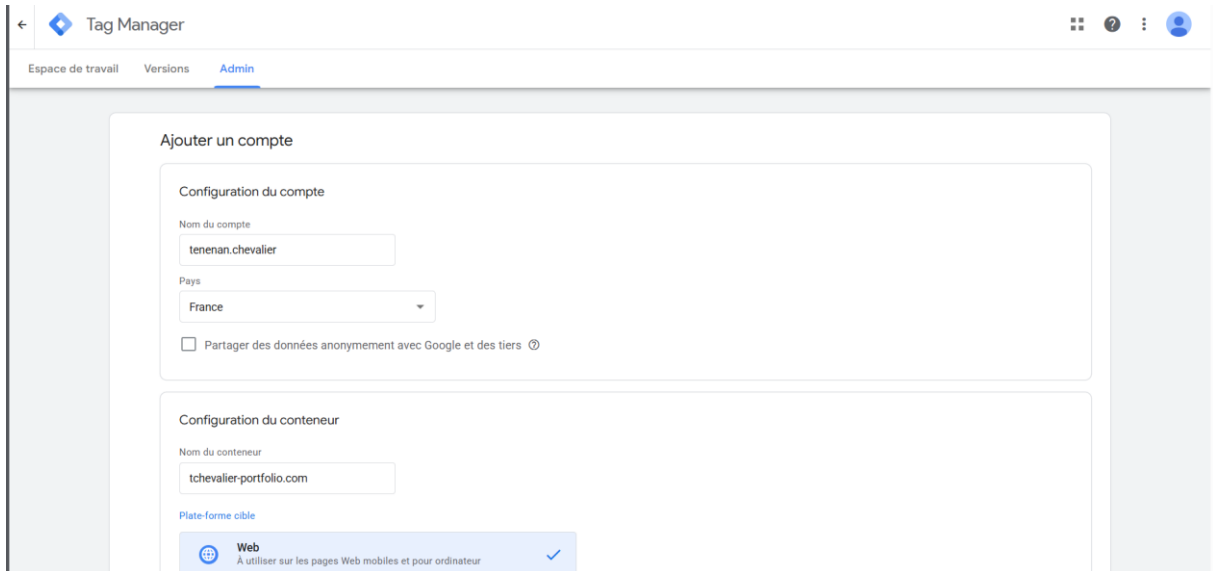 Tag Manager
Espace de travail Versions Admin
Ajouter un compte
Configuration du compte
Nom du compte
tenenan.chevalier
Pays
France
Partager des données anonymement avec Google et des tiers
Configuration du conteneur
Nom du conteneur
tchevalier-portfolio.com
Plate-forme cible
Web
À utiliser sur les pages Web mobiles et pour ordinateur